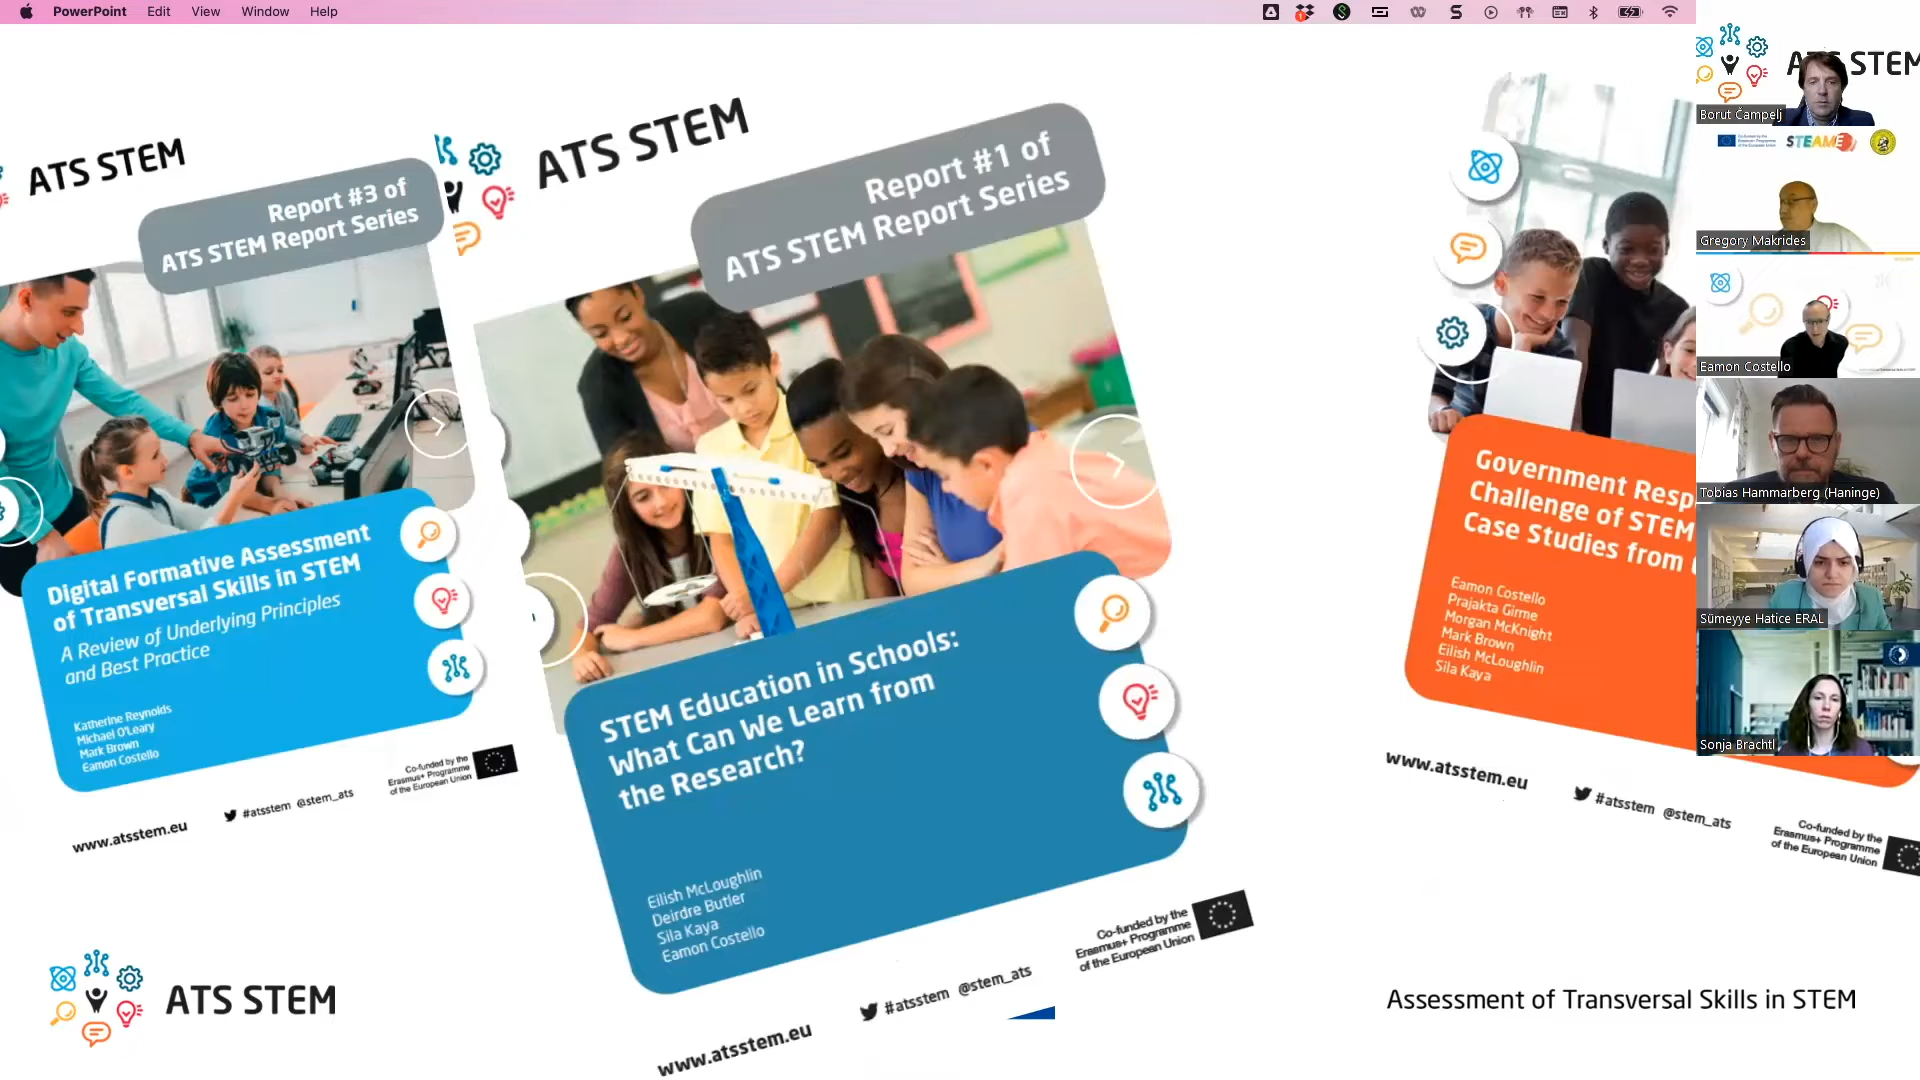 PowerPoint Edit View Window Help
ATS STEM
Report #3 of
ATS STEM Report Series
Digital Formative Assessment
of Transversal Skills in STEM
A Review of Underlying Principles
and Best Practice
Katherine Reynolds
Michael O'Leary
Mark Brown
Eamon Costello
Co-funded by the
Erasmus+ Programme
of the European Union
www.atsstem.eu
#atsstem @stem_ats
ATS STEM
Report #1 of
ATS STEM Report Series
STEM Education in Schools:
What Can We Learn from
the Research?
Eilish McLoughlin
Deirdre Butler
Sila Kaya
Eamon Costello
Co-funded by the
Erasmus+ Programme
of the European Union
#atsstem @stem_ats
www.atsstem.eu
Government Resp
Challenge of STEM
Case Studies from
Eamon Costello
Prajakta Girme
Morgan McKnight
Mark Brown
Eilish McLoughlin
Sila Kaya
www.atsstem.eu
#atsstem @stem_ats
Co-funded by the
Erasmus+ Programme
of the European Union
ATS STEM
Assessment of Transversal Skills in STEM
ATS STEM
Borut Čampelj
STEAME
Gregory Makrides
Eamon Costello
Tobias Hammarberg (Haninge)
Sümeyye Hatice ERAL
Sonja Brachtl